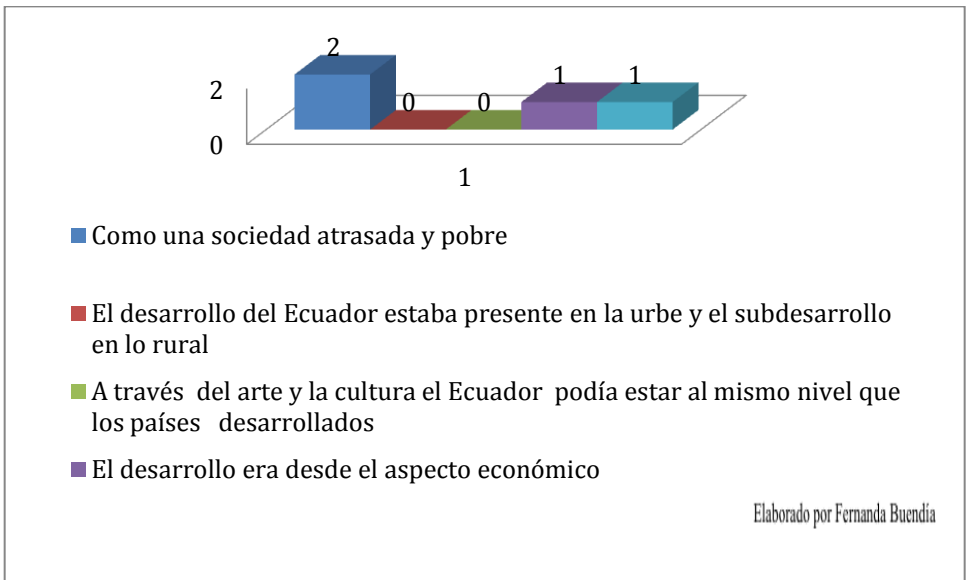 2
2
0
0
1
1
0
1
Como una sociedad atrasada y pobre
El desarrollo del Ecuador estaba presente en la urbe y el subdesarrollo
en lo rural
A través del arte y la cultura el Ecuador podía estar al mismo nivel que
los países desarrollados
El desarrollo era desde el aspecto económico
Elaborado por Fernanda Buendía